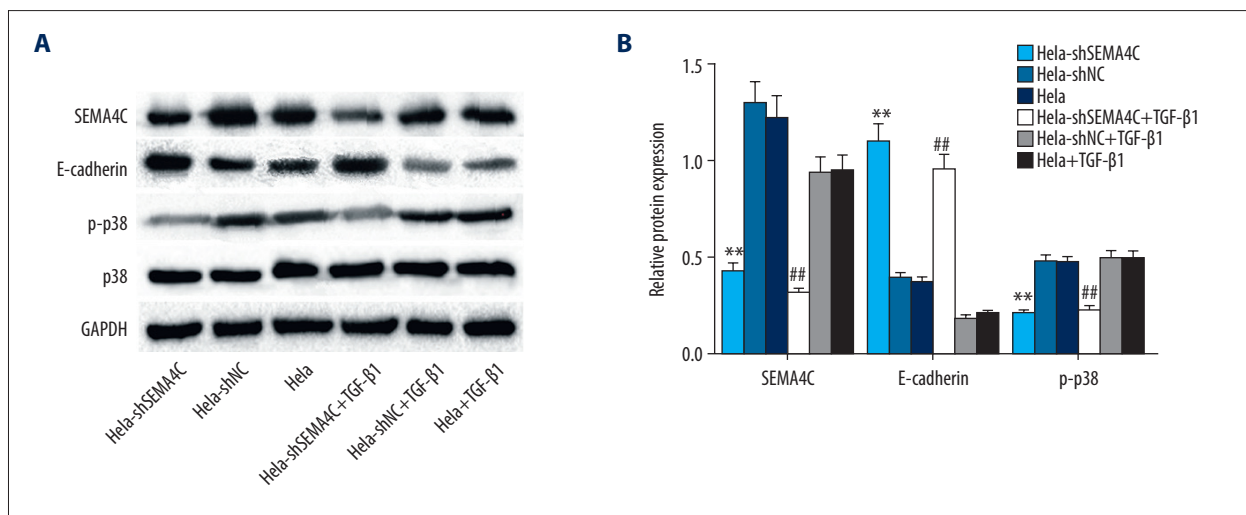 A
SEMA4C
E-cadherin
p-p38
p38
GAPDH
Hela-shSEMA4C
Hela-shNC
Hela
Hela-shSEMA4C+TGF-β1
Hela-shNC+TGF-β1
Hela+TGF-β1
B
Hela-shSEMA4C
Hela-shNC
Hela
Hela-shSEMA4C+TGF-β1
Hela-shNC+TGF-β1
Hela+TGF-β1
Relative protein expression
1.5
1.0
0.5
0.0
**
##
**
##
**
##
SEMA4C
E-cadherin
p-p38